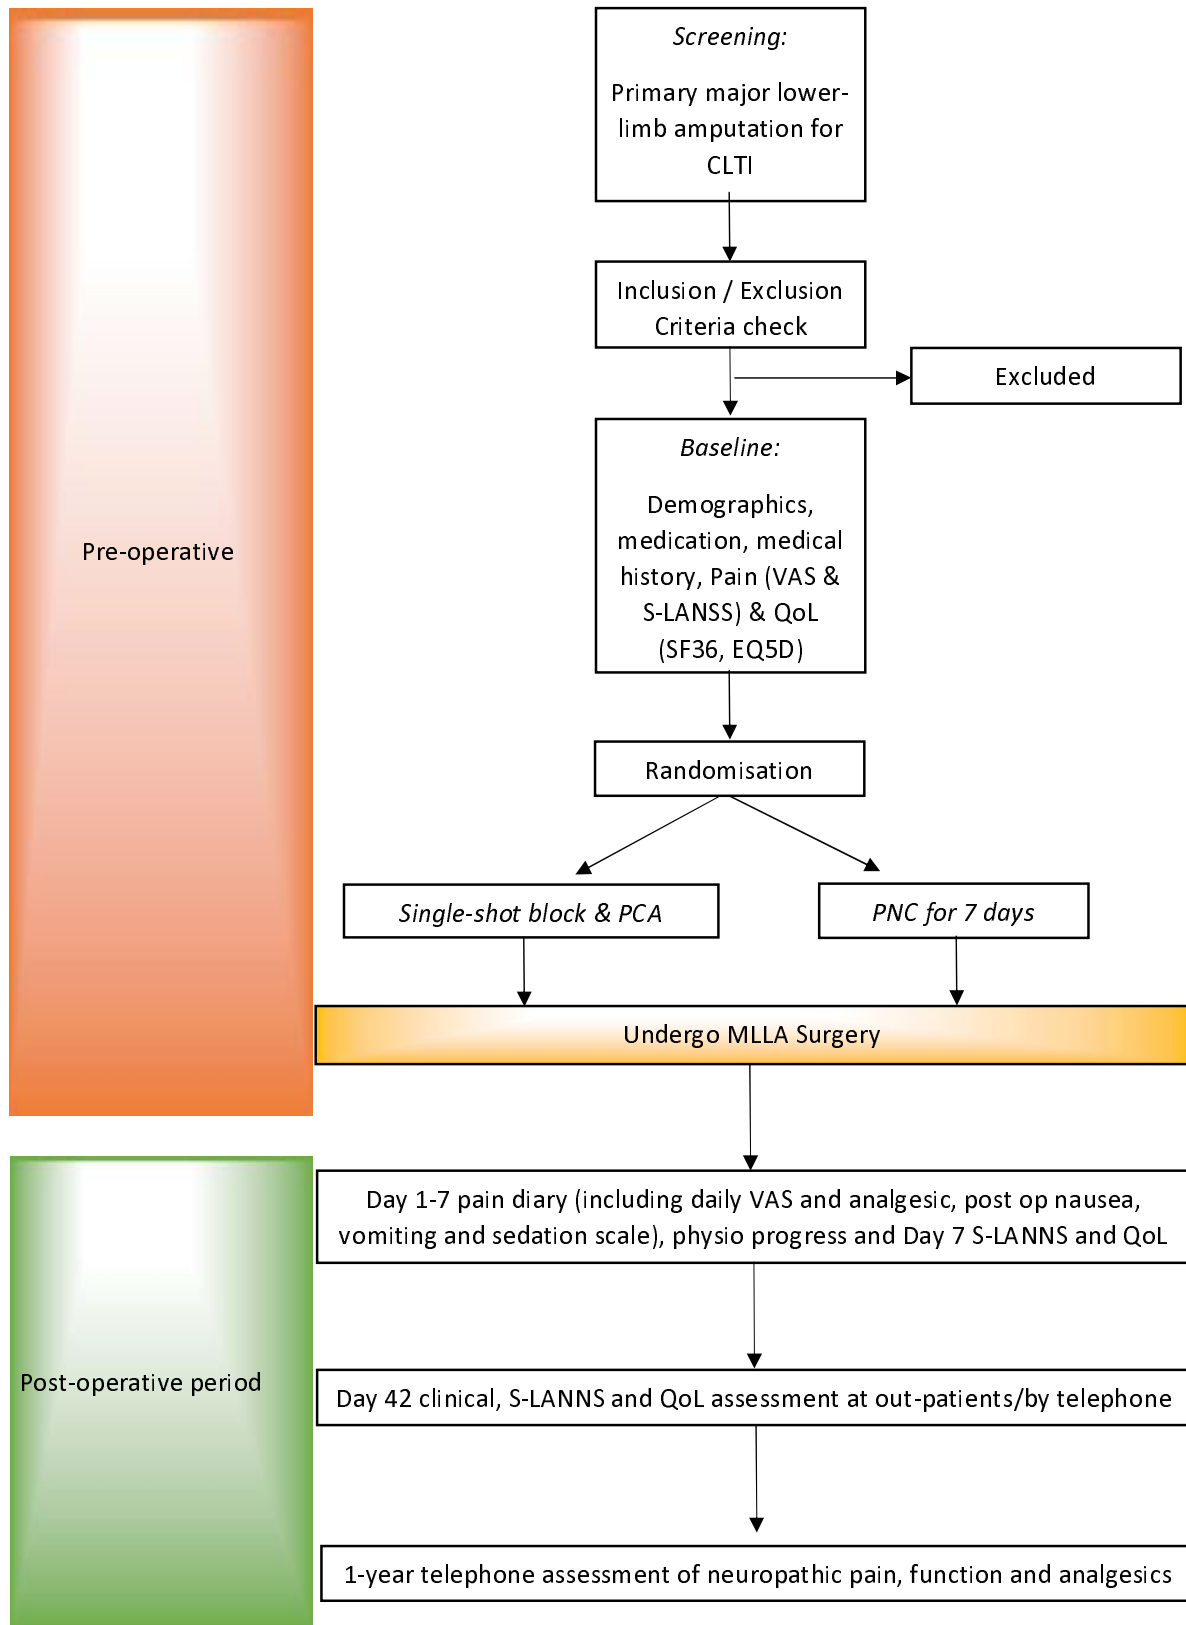 Screening:
Primary major lower-
limb amputation for
CLTI
Inclusion / Exclusion
Criteria check
Excluded
Baseline:
Demographics,
medication, medical
history, Pain (VAS &
S-LANSS) & QoL
(SF36, EQ5D)
Pre-operative
Randomisation
Single-shot block & PCA
PNC for 7 days
Undergo MLLA Surgery
Day 1-7 pain diary (including daily VAS and analgesic, post op nausea,
vomiting and sedation scale), physio progress and Day 7 S-LANNS and QoL
Post-operative period
Day 42 clinical, S-LANNS and QoL assessment at out-patients/by telephone
1-year telephone assessment of neuropathic pain, function and analgesics